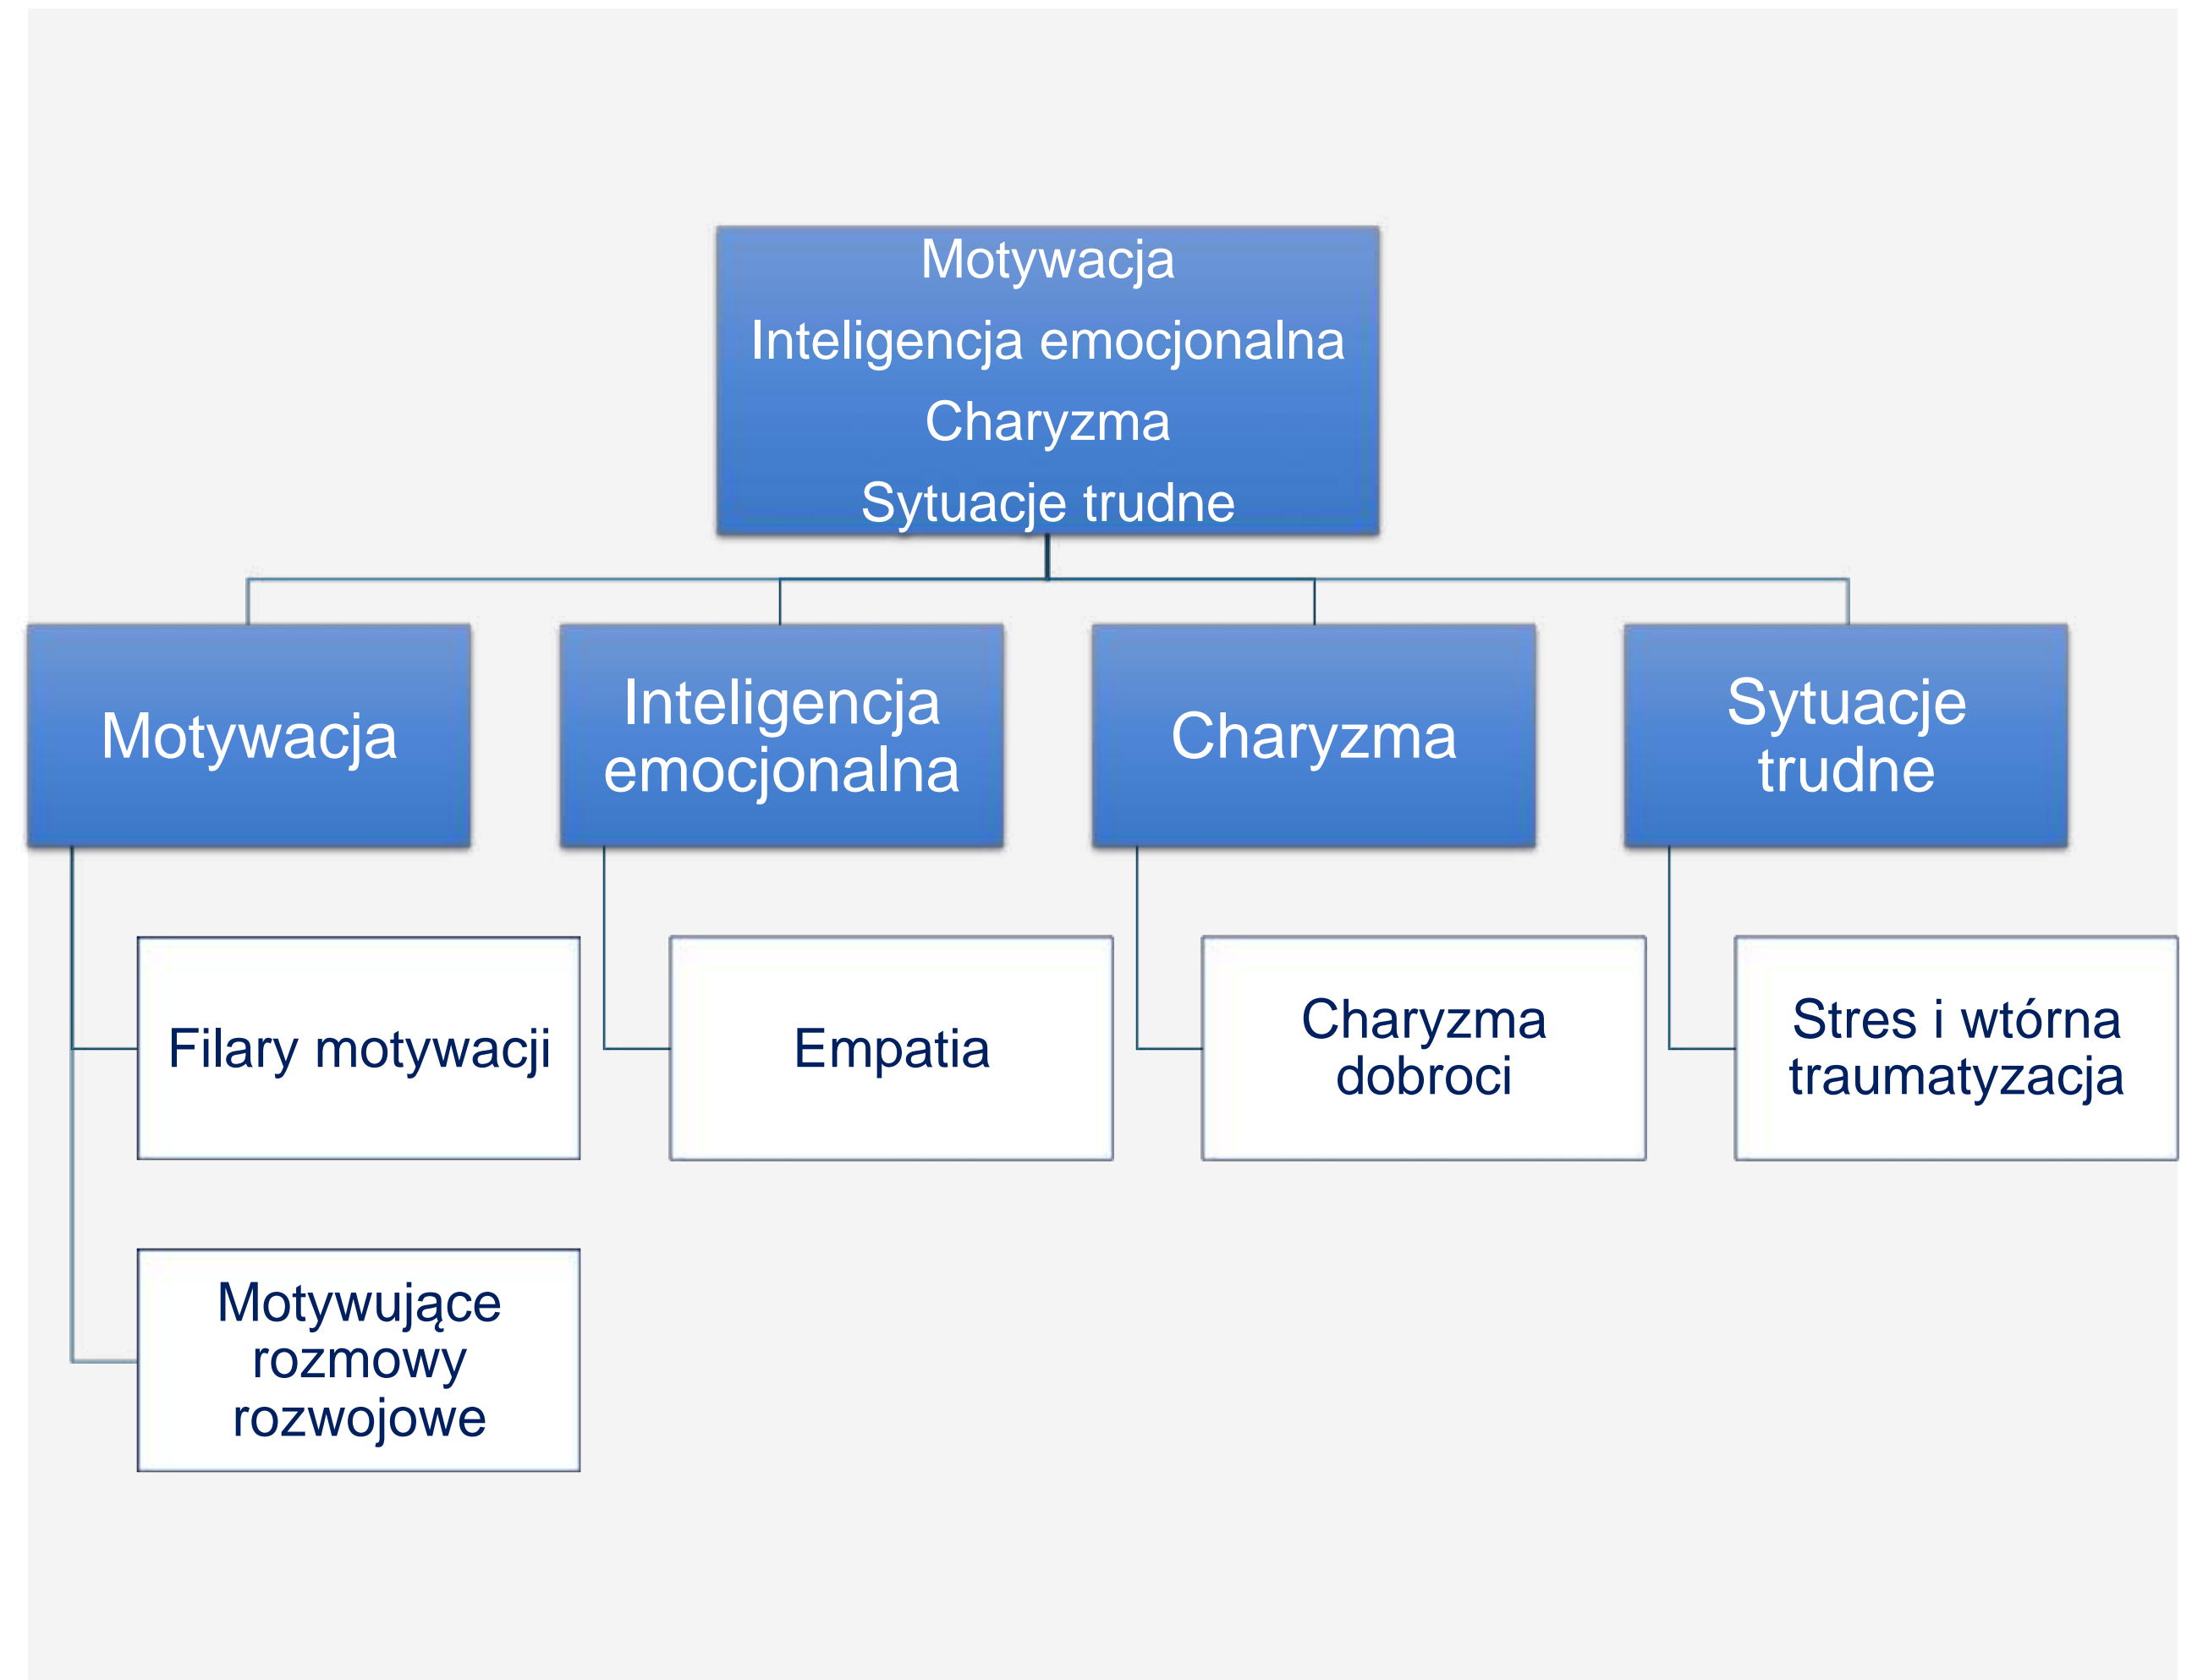 Motywacja
Inteligencja emocjonalna
Charyzma
Sytuacje trudne
Motywacja
Inteligencja
emocjonalna
Charyzma
Sytuacje
trudne
Filary motywacji
Empatia
Charyzma
dobroci
Stres i wtórna
traumatyzacja
Motywujące
rozmowy
rozwojowe